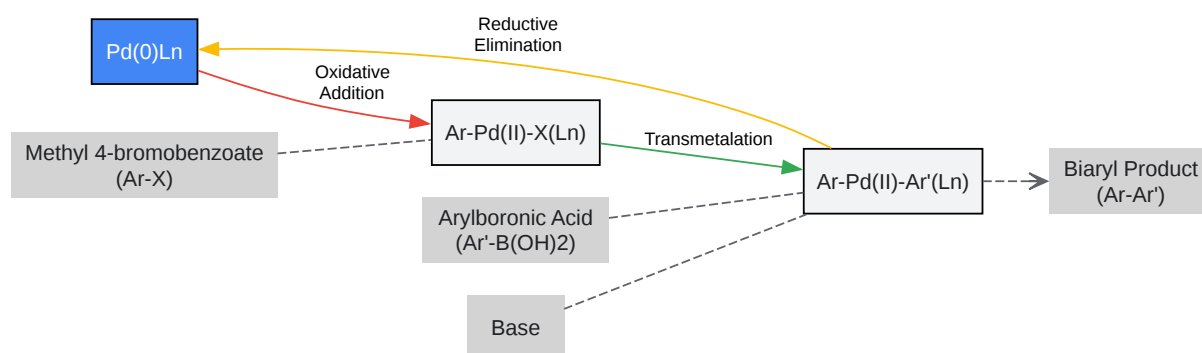 Pd(0)Ln
Reductive
Elimination
Oxidative
Addition
Ar-Pd(II)-X(Ln)
Transmetalation
Methyl 4-bromobenzoate
(Ar-X)
Ar-Pd(II)-Ar'(Ln)
Biaryl Product
(Ar-Ar')
Arylboronic Acid
(Ar'-B(OH)2)
Base